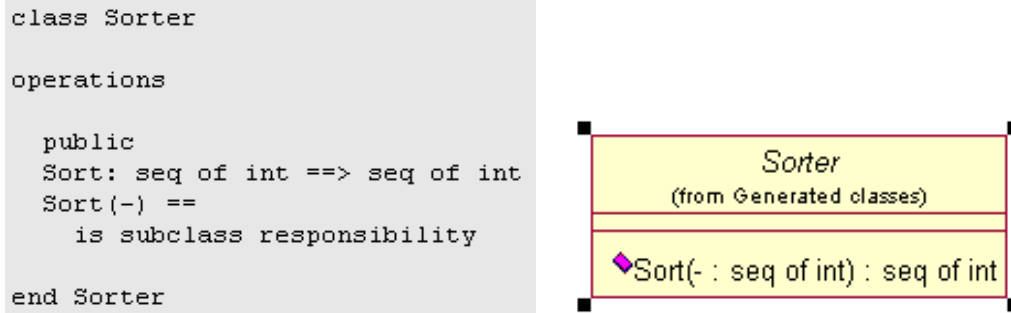 class Sorter
operations
public
Sort: seq of int ==> seq of int
Sort(-) ==
is subclass responsibility
end Sorter
Sorter
(from Generated classes)
Sort(- : seq of int) : seq of int